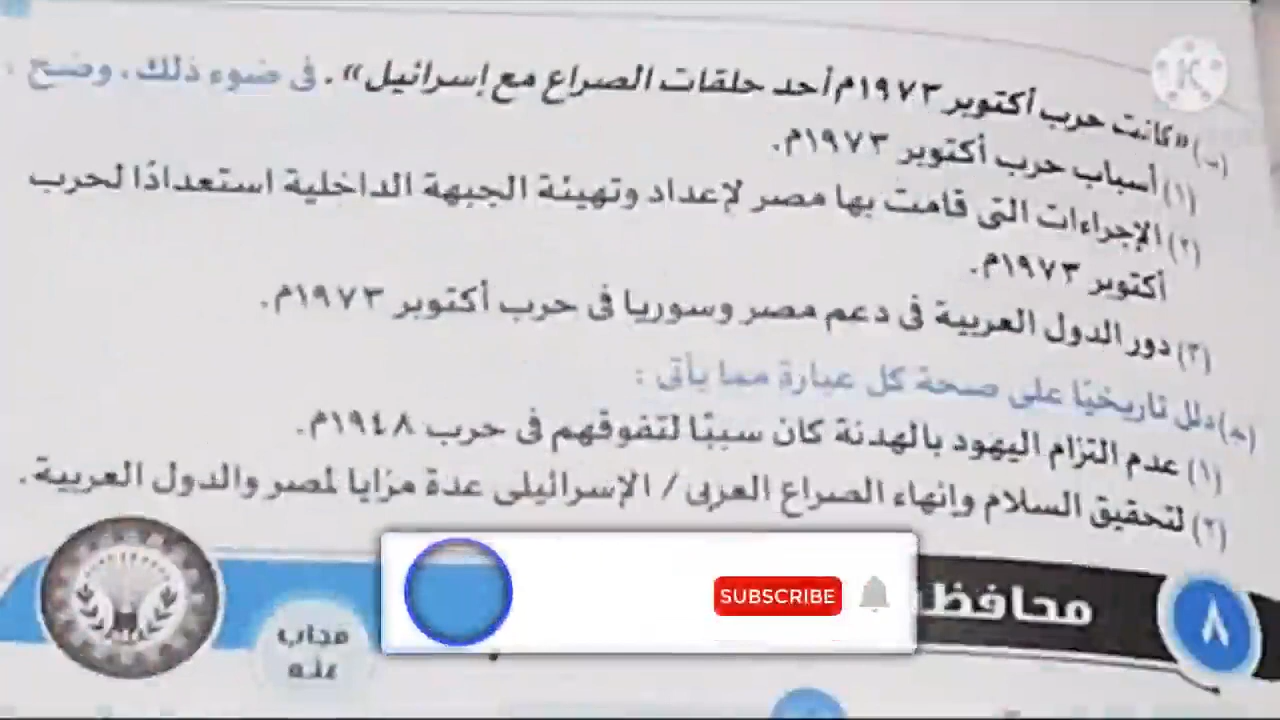 (ب) «كانت حرب أكتوبر ١٩٧٣م أحد حلقات الصراع مع إسرائيل». فى ضوء ذلك، وضح :
(١) أسباب حرب أكتوبر ١٩٧٣م.
(٢) الإجراءات التى قامت بها مصر لإعداد وتهيئة الجبهة الداخلية استعدادًا لحرب
أكتوبر ١٩٧٣م.
(٣) دور الدول العربية فى دعم مصر وسوريا فى حرب أكتوبر ١٩٧٣م.
(جـ) دلل تاريخيًا على صحة كل عبارة مما يأتى :
(١) عدم التزام اليهود بالهدنة كان سببًا لتفوقهم فى حرب ١٩٤٨م.
(٢) لتحقيق السلام وإنهاء الصراع العربى / الإسرائيلى عدة مزايا لمصر والدول العربية.
٨
مجاب
عنه
SUBSCRIBE
K